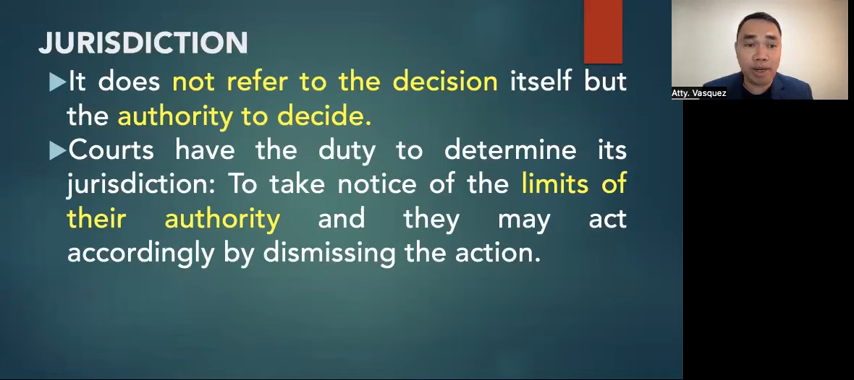 JURISDICTION
It does not refer to the decision itself but
the authority to decide.
Courts have the duty to determine its
jurisdiction: To take notice of the limits of
their authority and they may act
accordingly by dismissing the action.
Atty. Vasquez